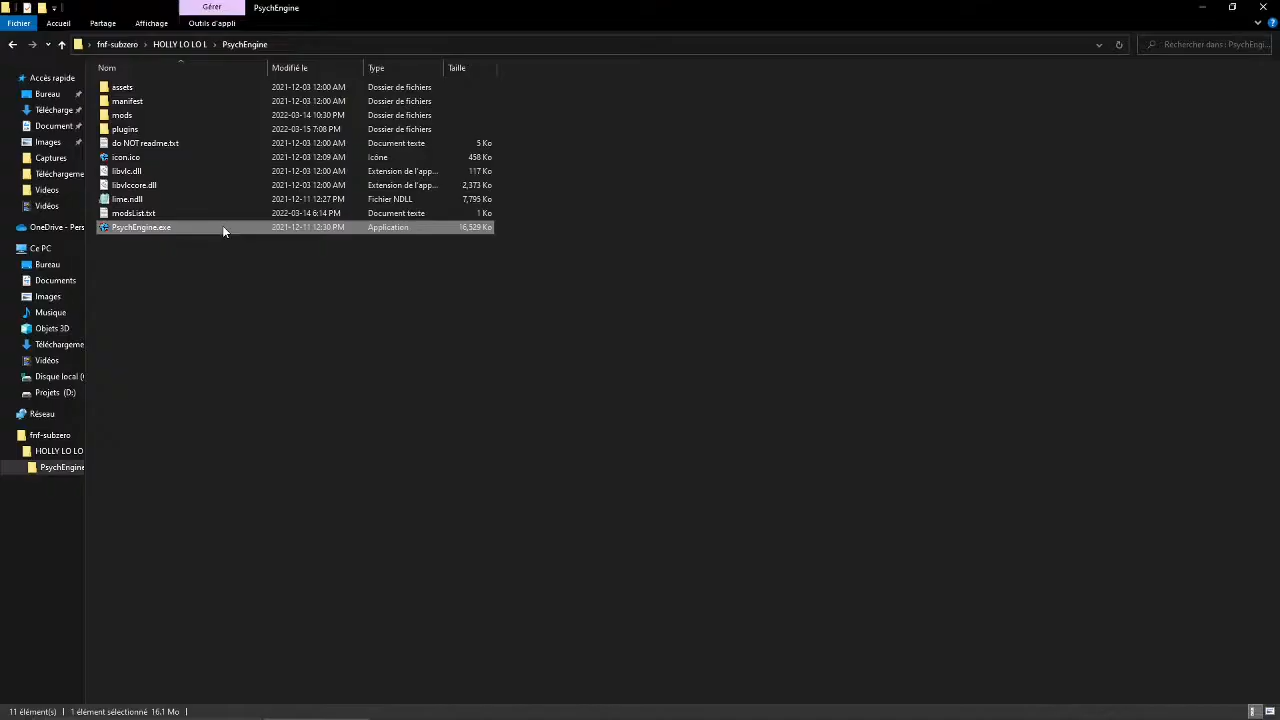 Gérer
PsychEngine
Fichier
Accueil
Partage
Affichage
Outils d'appli
fnf-subzero
HOLLY LO LO L
PsychEngine
Rechercher dans : PsychEngi...
Nom
Modifié le
Type
Taille
Accès rapide
Bureau
Télécharge
Document
Images
Captures
Téléchargeme
Videos
Vidéos
OneDrive - Pers
Ce PC
Bureau
Documents
Images
Musique
Objets 3D
Téléchargeme
Vidéos
Disque local (
Projets (D:)
Réseau
fnf-subzero
HOLLY LO LO
PsychEngine
assets 2021-12-03 12:00 AM Dossier de fichiers
manifest 2021-12-03 12:00 AM Dossier de fichiers
mods 2022-03-14 10:30 PM Dossier de fichiers
plugins 2022-03-15 7:08 PM Dossier de fichiers
do NOT readme.txt 2021-12-03 12:00 AM Document texte 5 Ko
icon.ico 2021-12-03 12:09 AM Icône 458 Ko
libvlc.dll 2021-12-03 12:00 AM Extension de l'app... 117 Ko
libvlccore.dll 2021-12-03 12:00 AM Extension de l'app... 2,373 Ko
lime.ndll 2021-12-11 12:27 PM Fichier NDLL 7,795 Ko
modsList.txt 2022-03-14 6:14 PM Document texte 1 Ko
PsychEngine.exe 2021-12-11 12:30 PM Application 16,529 Ko
11 élément(s)
1 élément sélectionné 16.1 Mo